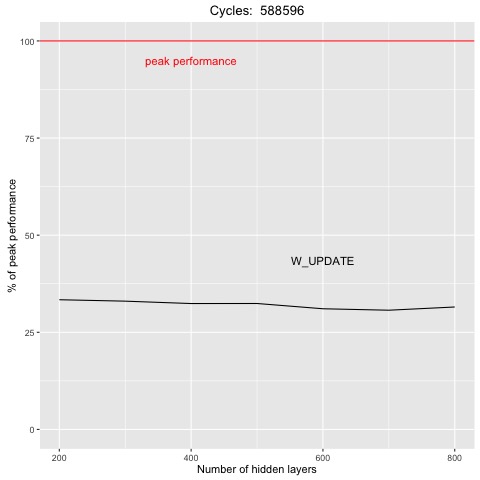 Cycles:  588596
100
peak performance
75
% of peak performance
50
W_UPDATE
25
0
200
400
600
800
Number of hidden layers